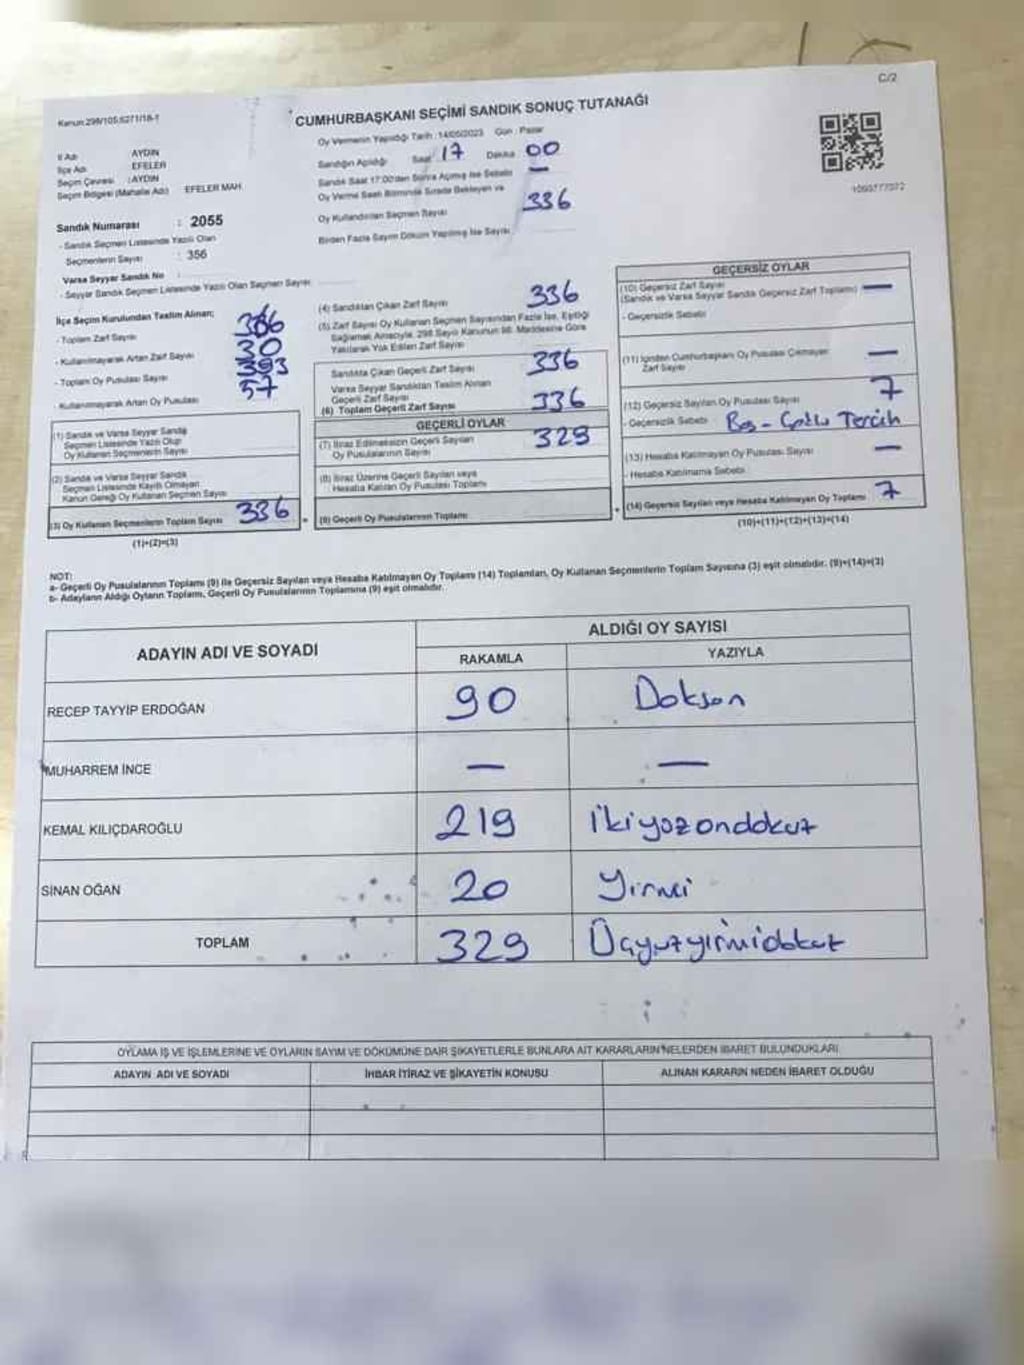 C/2
Kanun:298/105;6271/18-1
CUMHURBAŞKANI SEÇİMİ SANDIK SONUÇ TUTANAĞI
İl Adı AYDIN
İlçe Adı EFELER
Seçim Çevresi :AYDIN
Seçim Bölgesi (Mahalle Adı) EFELER MAH.
Sandık Numarası : 2055
- Sandık Seçmen Listesinde Yazılı Olan
Seçmenlerin Sayısı : 356
Varsa Seyyar Sandık No :
- Seyyar Sandık Seçmen Listesinde Yazılı Olan Seçmen Sayısı
Oy Vermenin Yapıldığı Tarih :14/05/2023 Gün : Pazar
Sandığın Açıldığı Saat 17 Dakika 00
Sandık Saat 17:00'den Sonra Açılmış İse Sebebi —
Oy Verme Saati Bitiminde Sırada Bekleyen ve
Oy Kullandırılan Seçmen Sayısı 336
Birden Fazla Sayım Döküm Yapılmış İse Sayısı
İlçe Seçim Kurulundan Teslim Alınan;
- Toplam Zarf Sayısı
- Kullanılmayarak Artan Zarf Sayısı 30
- Toplam Oy Pusulası Sayısı 393
- Kullanılmayarak Artan Oy Pusulası 57
(1) Sandık ve Varsa Seyyar Sandık
Seçmen Listesinde Yazılı Olup
Oy Kullanan Seçmenlerin Sayısı
(2) Sandık ve Varsa Seyyar Sandık
Seçmen Listesinde Kayıtlı Olmayan
Kanun Gereği Oy Kullanan Seçmen Sayısı
(3) Oy Kullanan Seçmenlerin Toplam Sayısı 336
(1)+(2)=(3)
(4) Sandıktan Çıkan Zarf Sayısı 336
(5) Zarf Sayısı Oy Kullanan Seçmen Sayısından Fazla İse, Eşitliği
Sağlamak Amacıyla, 298 Sayılı Kanunun 98. Maddesine Göre
Yakılarak Yok Edilen Zarf Sayısı
Sandıkta Çıkan Geçerli Zarf Sayısı 336
Varsa Seyyar Sandıktan Teslim Alınan
Geçerli Zarf Sayısı
(6) Toplam Geçerli Zarf Sayısı 336
GEÇERLİ OYLAR
(7) İtiraz Edilmeksizin Geçerli Sayılan
Oy Pusulalarının Sayısı 329
(8) İtiraz Üzerine Geçerli Sayılan veya
Hesaba Katılan Oy Pusulası Toplamı
(9) Geçerli Oy Pusulalarının Toplamı
1090777072
GEÇERSİZ OYLAR
(10) Geçersiz Zarf Sayısı
(Sandık ve Varsa Seyyar Sandık Geçersiz Zarf Toplamı) —
- Geçersizlik Sebebi
(11) İçinden Cumhurbaşkanı Oy Pusulası Çıkmayan
Zarf Sayısı —
(12) Geçersiz Sayılan Oy Pusulası Sayısı 7
- Geçersizlik Sebebi Boş - Çoklu Tercih
(13) Hesaba Katılmayan Oy Pusulası Sayısı —
- Hesaba Katılmama Sebebi
(14) Geçersiz Sayılan veya Hesaba Katılmayan Oy Toplamı 7
(10)+(11)+(12)+(13)=(14)
NOT:
a- Geçerli Oy Pusulalarının Toplamı (9) ile Geçersiz Sayılan veya Hesaba Katılmayan Oy Toplamı (14) Toplamları, Oy Kullanan Seçmenlerin Toplam Sayısına (3) eşit olmalıdır. (9)+(14)=(3)
b- Adayların Aldığı Oyların Toplamı, Geçerli Oy Pusulalarının Toplamına (9) eşit olmalıdır.
ADAYIN ADI VE SOYADI ALDIĞI OY SAYISI
RAKAMLA YAZIYLA
RECEP TAYYİP ERDOĞAN 90 Doksan
MUHARREM İNCE — —
KEMAL KILIÇDAROĞLU 219 İkiyüzondokuz
SİNAN OĞAN 20 Yirmi
TOPLAM 329 Üçyüzyirmidokuz
OYLAMA İŞ VE İŞLEMLERİNE VE OYLARIN SAYIM VE DÖKÜMÜNE DAİR ŞİKAYETLERLE BUNLARA AİT KARARLARIN NELERDEN İBARET BULUNDUKLARI
ADAYIN ADI VE SOYADI İHBAR İTİRAZ VE ŞİKAYETİN KONUSU ALINAN KARARIN NEDEN İBARET OLDUĞU